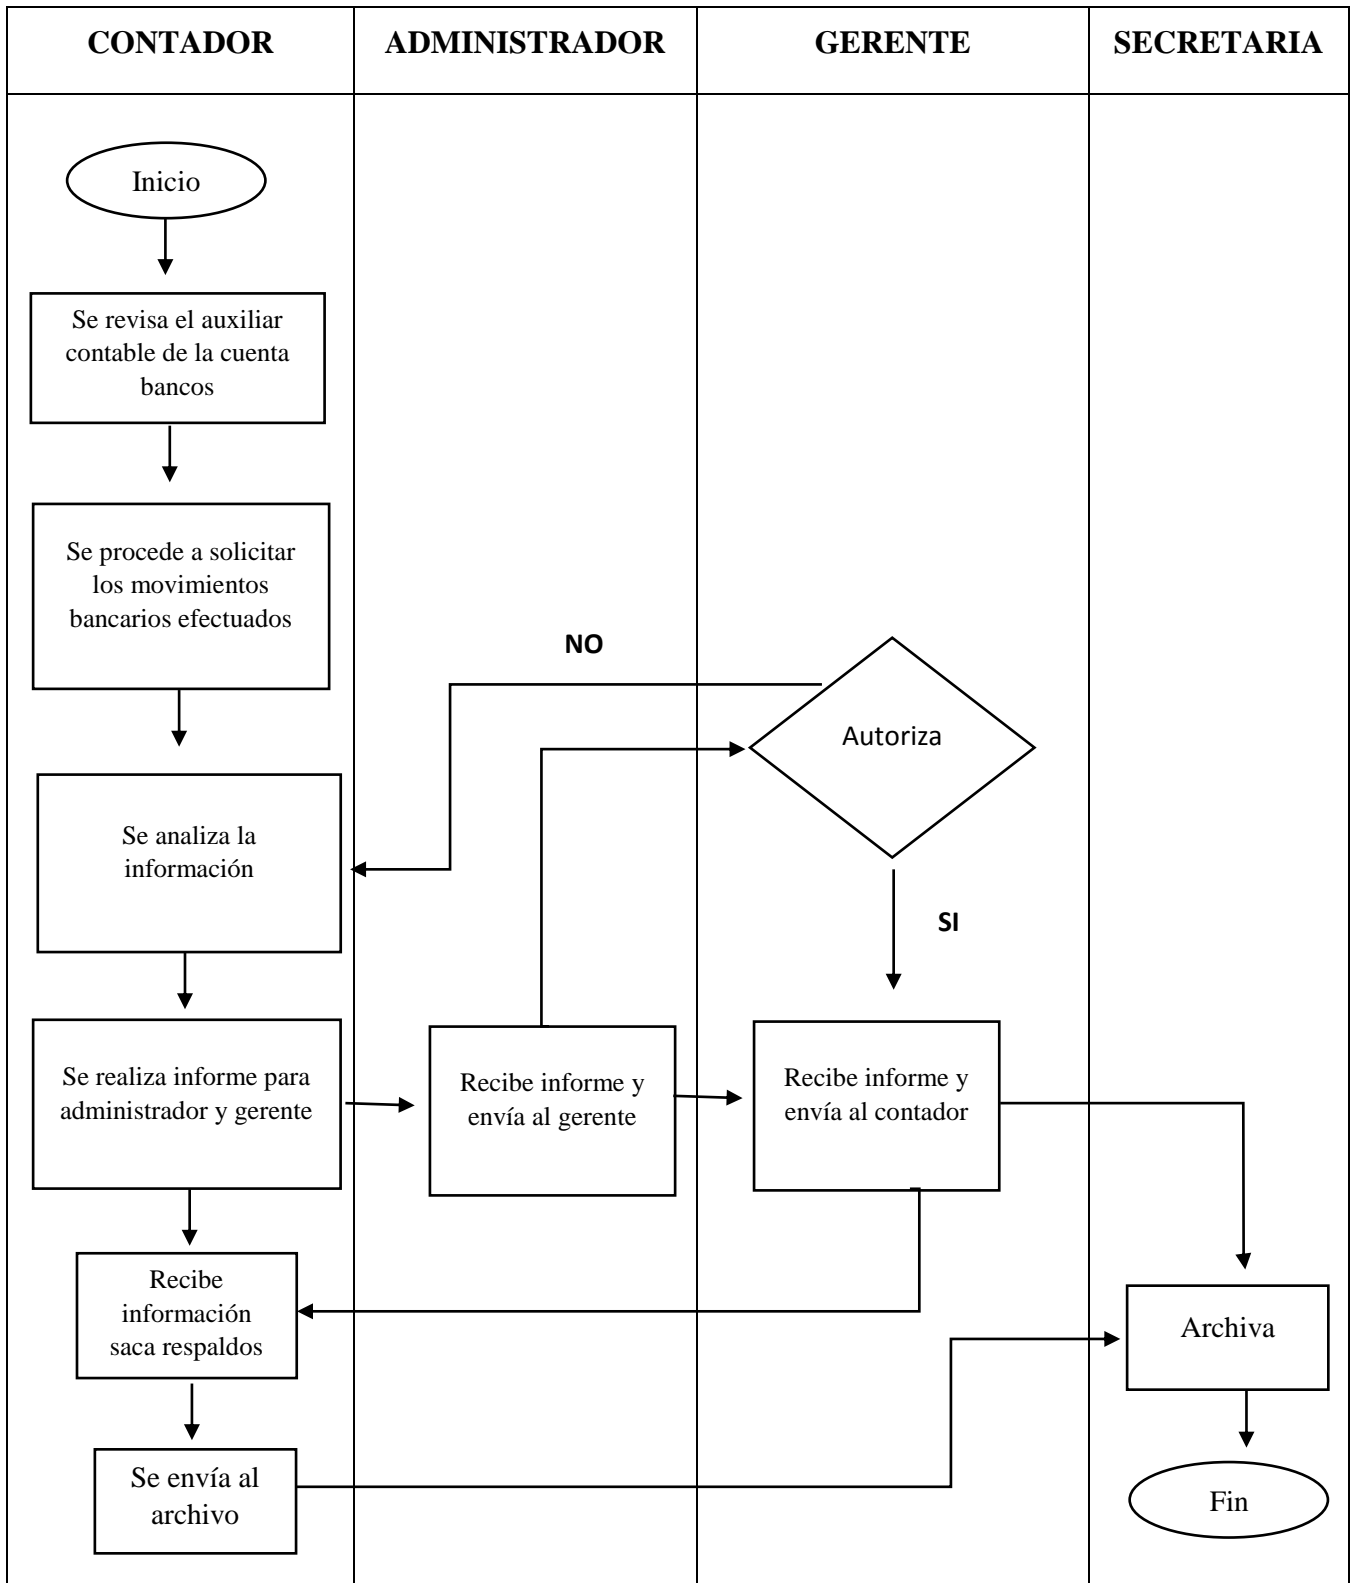 CONTADOR
ADMINISTRADOR
GERENTE
SECRETARIA
Inicio
Se revisa el auxiliar
contable de la cuenta
bancos
Se procede a solicitar
los movimientos
bancarios efectuados
NO
Autoriza
Se analiza la
información
SI
Se realiza informe para
administrador y gerente
Recibe informe y
envía al gerente
Recibe informe y
envía al contador
Recibe
información
saca respaldos
Archiva
Se envía al
archivo
Fin